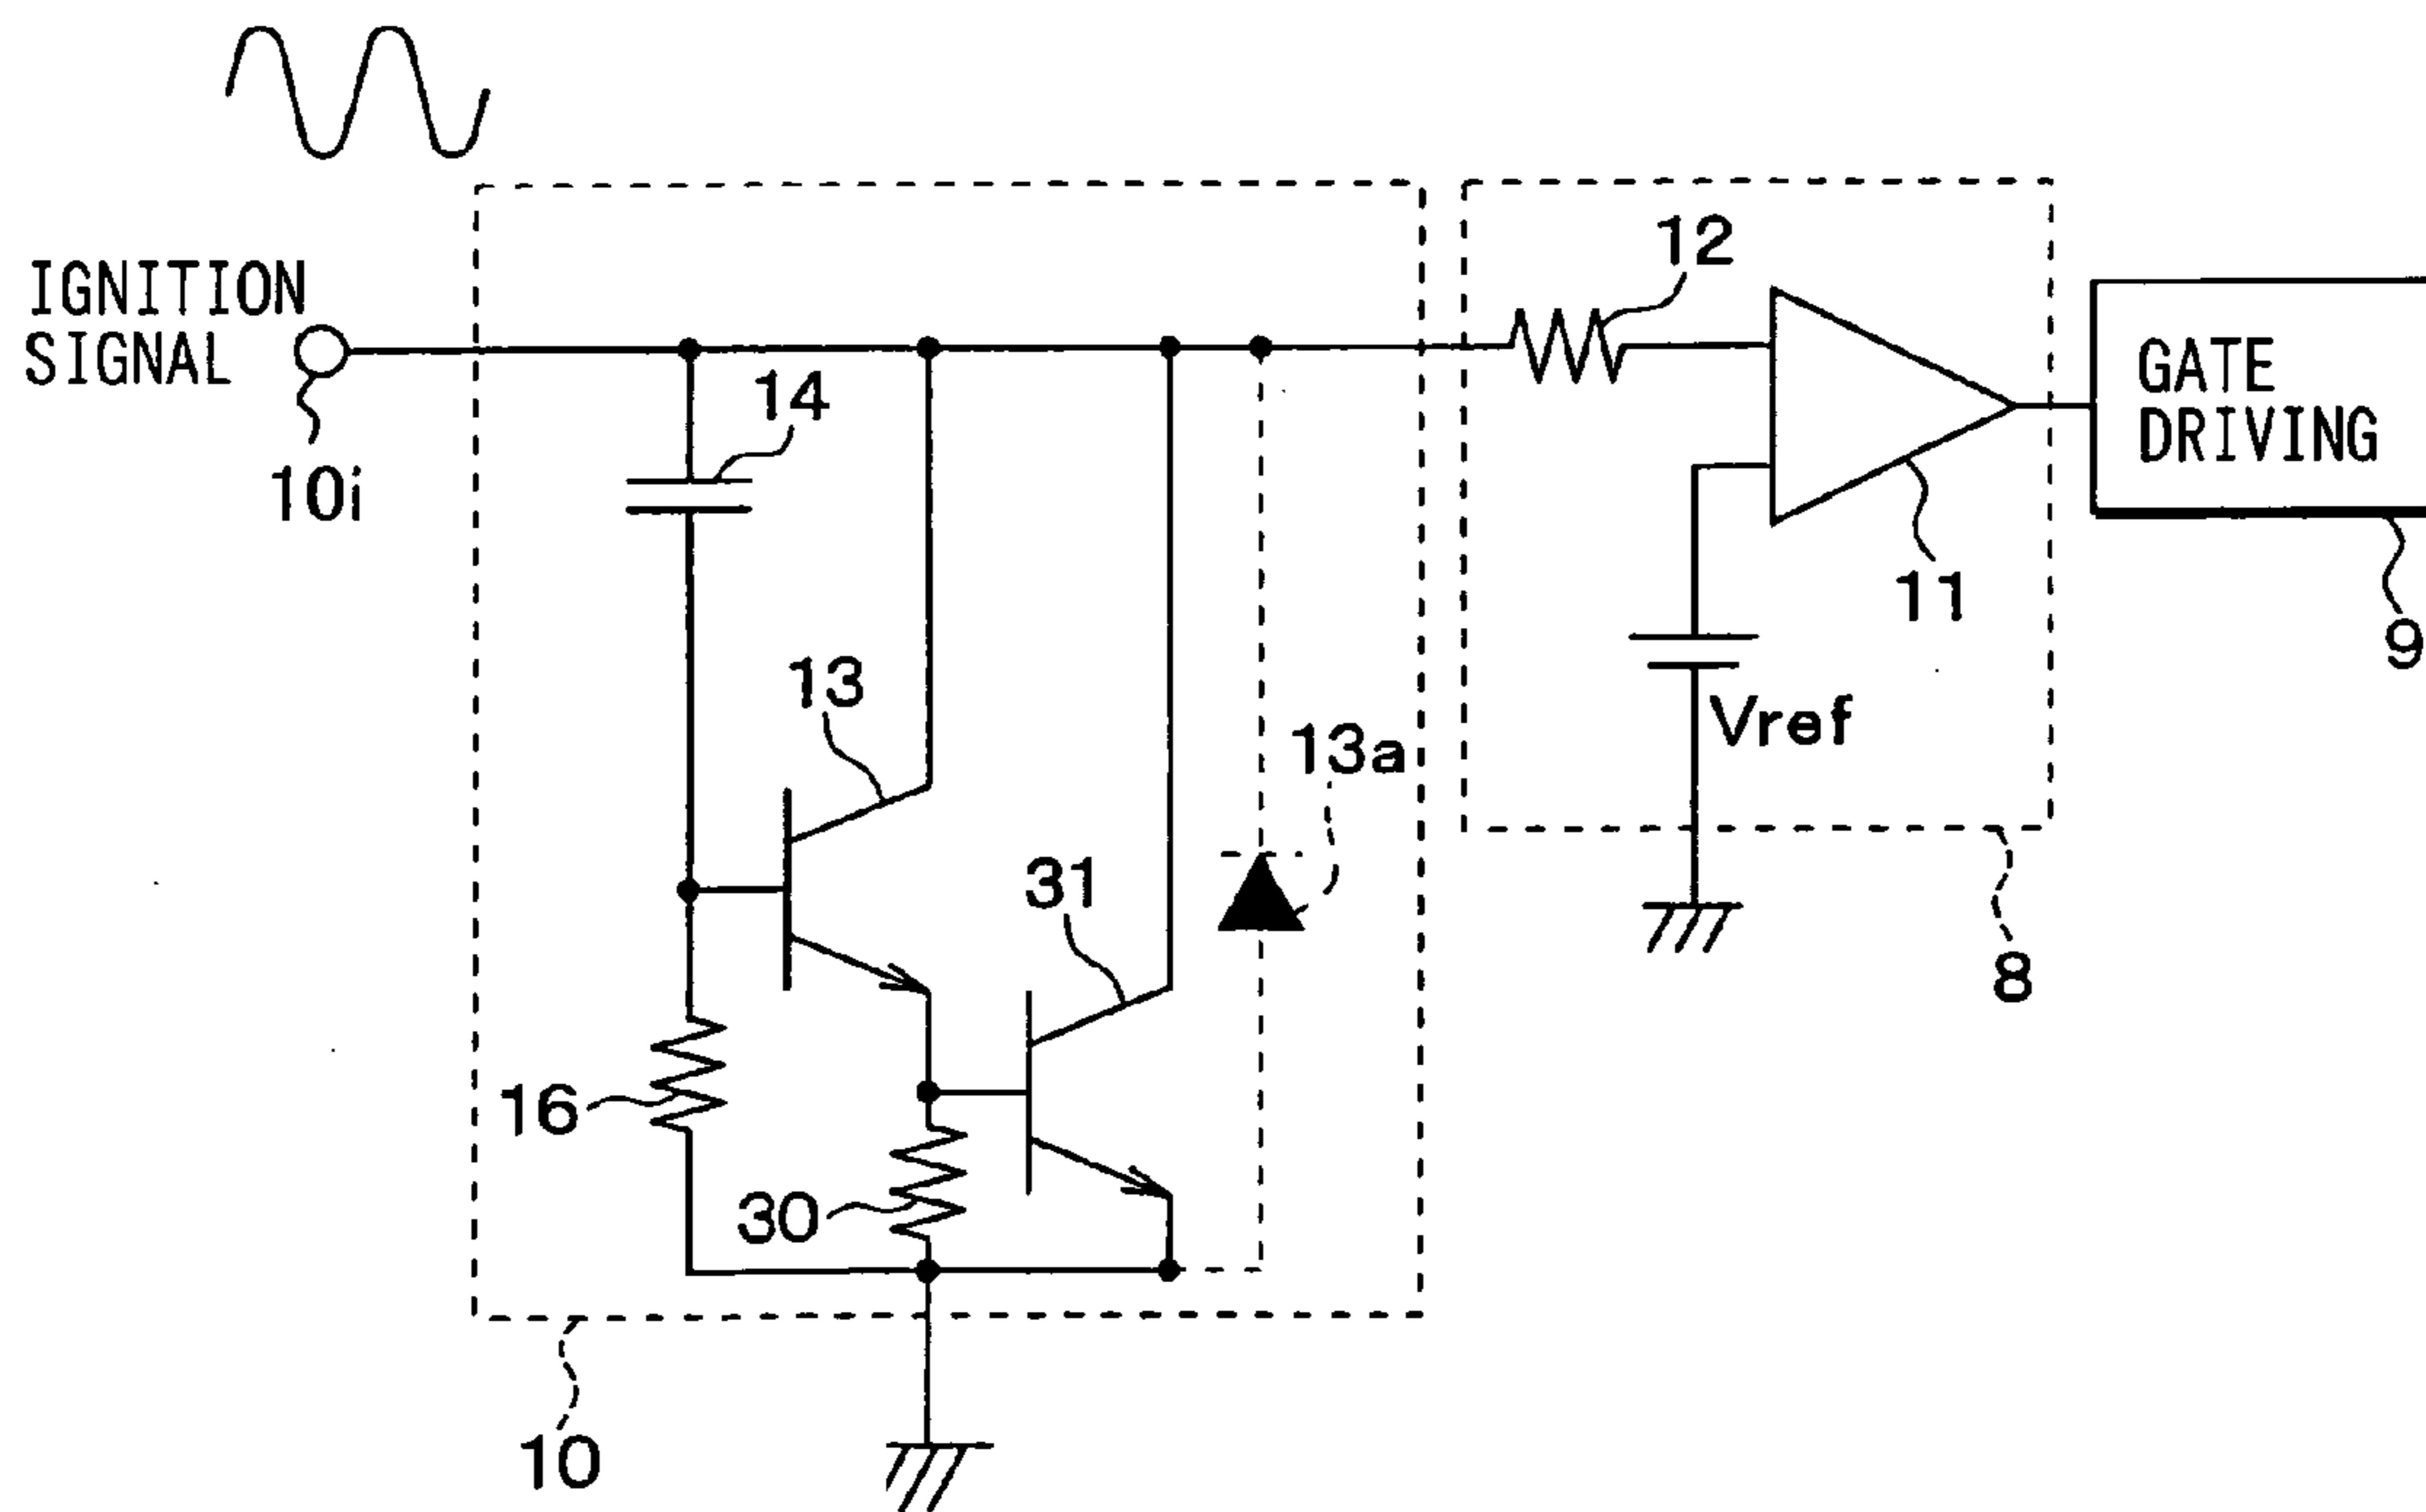 IGNITION
SIGNAL
10i
14
12
GATE
DRIVING
11
9
13
Vref
13a
31
8
16
30
10